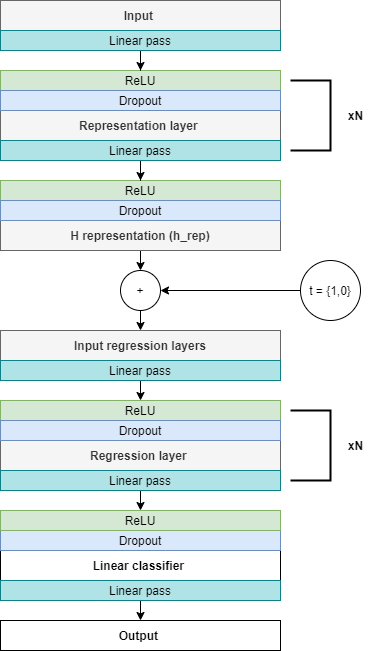 Input
Linear pass
ReLU
Dropout
Representation layer
Linear pass
xN
ReLU
Dropout
H representation (h_rep)
+
t = {1,0}
Input regression layers
Linear pass
ReLU
Dropout
Regression layer
Linear pass
xN
ReLU
Dropout
Linear classifier
Linear pass
Output